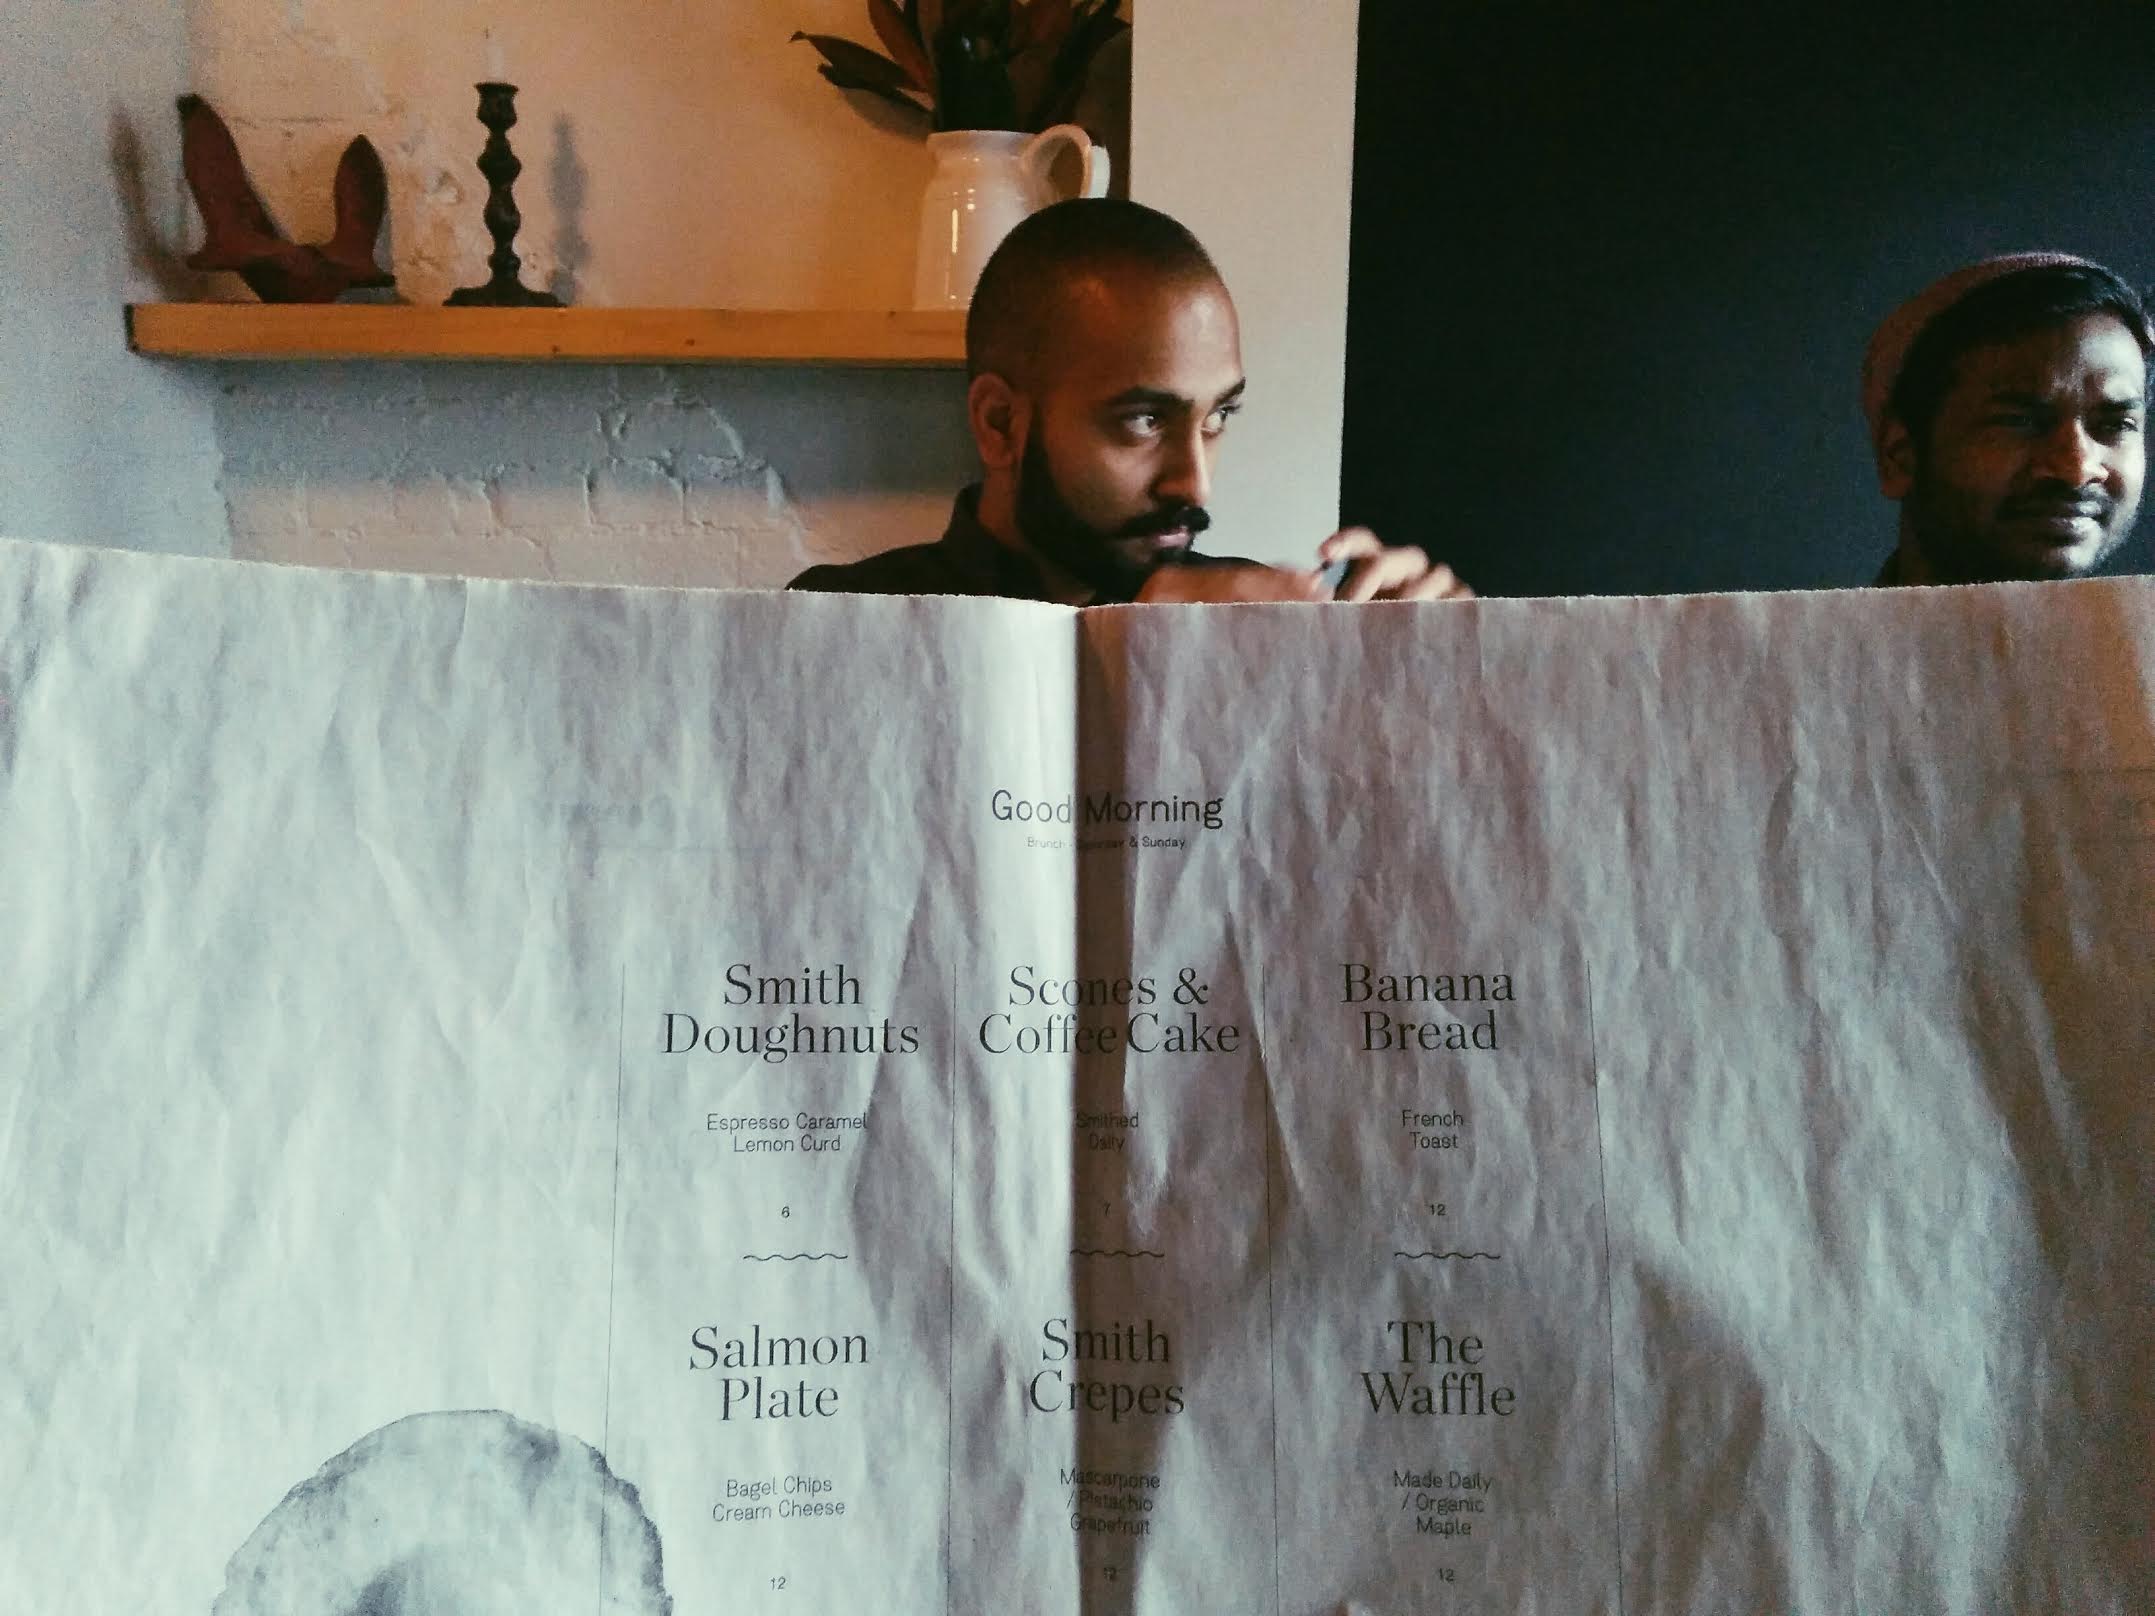 Good Morning
Brunch - Saturday & Sunday
Smith
Doughnuts
Espresso Caramel
Lemon Curd
6
Scones &
Coffee Cake
Smithed
Daily
7
Banana
Bread
French
Toast
12
Salmon
Plate
Bagel Chips
Cream Cheese
12
Smith
Crepes
Mascarpone
/ Pistachio
Grapefruit
12
The
Waffle
Made Daily
/ Organic
Maple
12